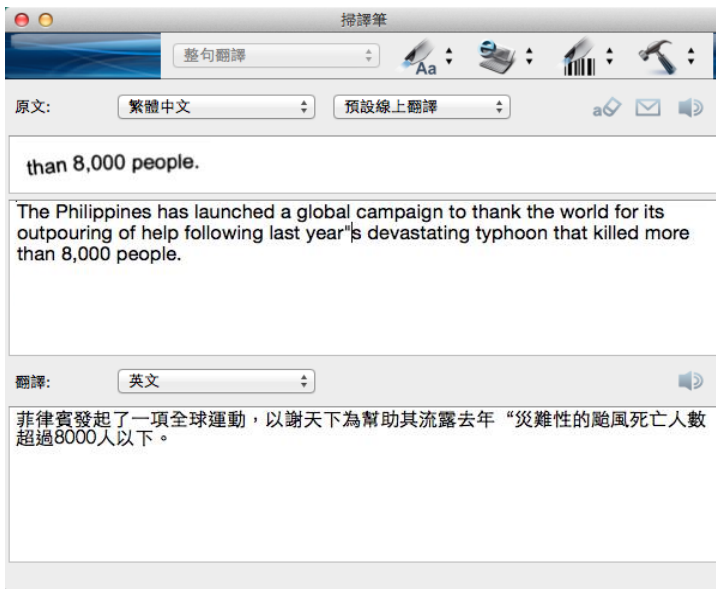 掃譯筆
整句翻譯
Aa
原文: 繁體中文 預設線上翻譯 a
than 8,000 people.
The Philippines has launched a global campaign to thank the world for its
outpouring of help following last year"s devastating typhoon that killed more
than 8,000 people.
翻譯: 英文
菲律賓發起了一項全球運動，以謝天下為幫助其流露去年“災難性的颱風死亡人數
超過8000人以下。